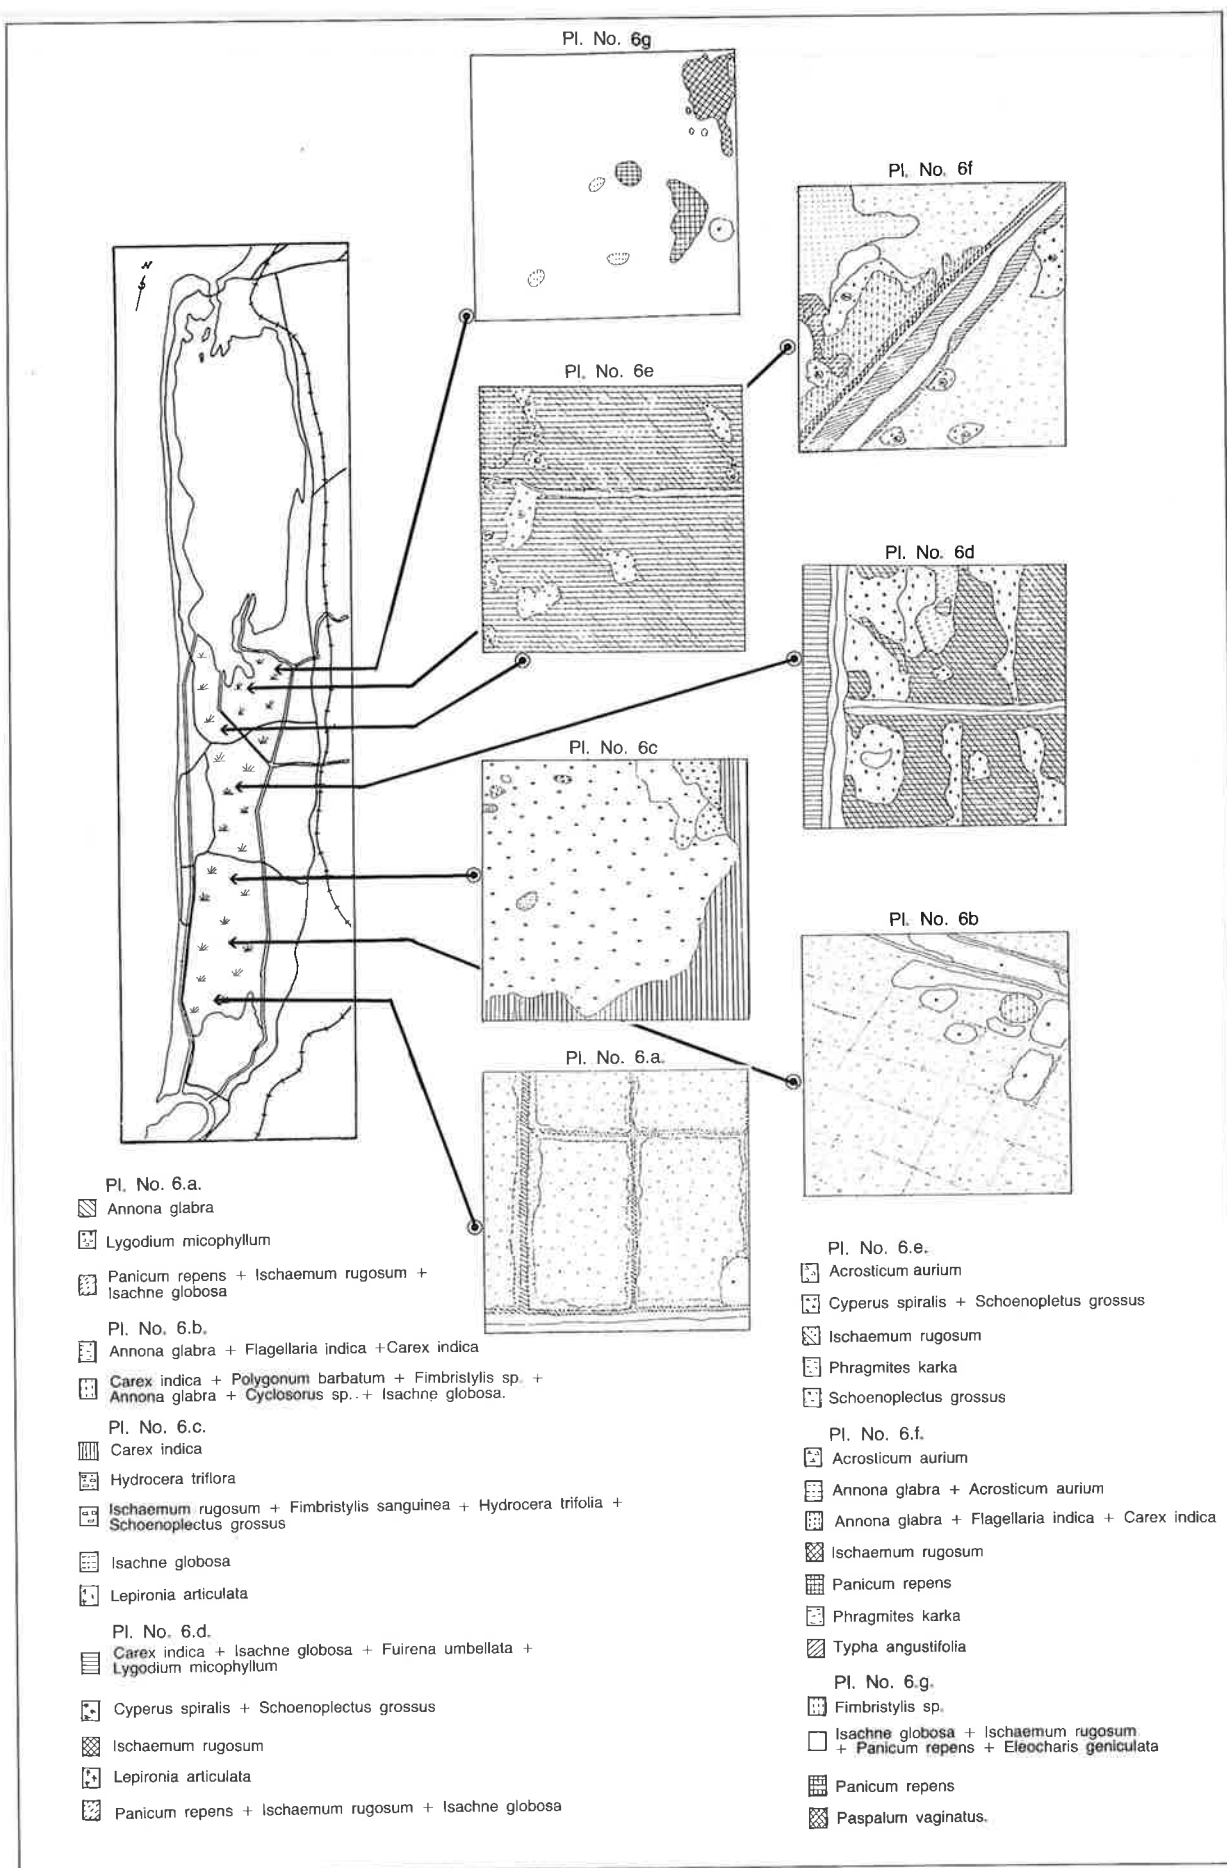 Pl. No. 6g
Pl. No. 6f
N
Pl. No. 6e
Pl. No. 6d
Pl. No. 6c
Pl. No. 6b
Pl. No. 6.a.
Pl. No. 6.a.
Annona glabra
Lygodium micophyllum
Panicum repens + Ischaemum rugosum +
Isachne globosa
Pl. No. 6.b.
Annona glabra + Flagellaria indica +Carex indica
Carex indica + Polygonum barbatum + Fimbristylis sp. +
Annona glabra + Cyclosorus sp. + Isachne globosa.
Pl. No. 6.c.
Carex indica
Hydrocera triflora
Ischaemum rugosum + Fimbristylis sanguinea + Hydrocera trifolia +
Schoenoplectus grossus
Isachne globosa
Lepironia articulata
Pl. No. 6.d.
Carex indica + Isachne globosa + Fuirena umbellata +
Lygodium micophyllum
Cyperus spiralis + Schoenoplectus grossus
Ischaemum rugosum
Lepironia articulata
Panicum repens + Ischaemum rugosum + Isachne globosa
Pl. No. 6.e.
Acrosticum aurium
Cyperus spiralis + Schoenopletus grossus
Ischaemum rugosum
Phragmites karka
Schoenoplectus grossus
Pl. No. 6.f.
Acrosticum aurium
Annona glabra + Acrosticum aurium
Annona glabra + Flagellaria indica + Carex indica
Ischaemum rugosum
Panicum repens
Phragmites karka
Typha angustifolia
Pl. No. 6.g.
Fimbristylis sp.
Isachne globosa + Ischaemum rugosum
+ Panicum repens + Eleocharis geniculata
Panicum repens
Paspalum vaginatus.